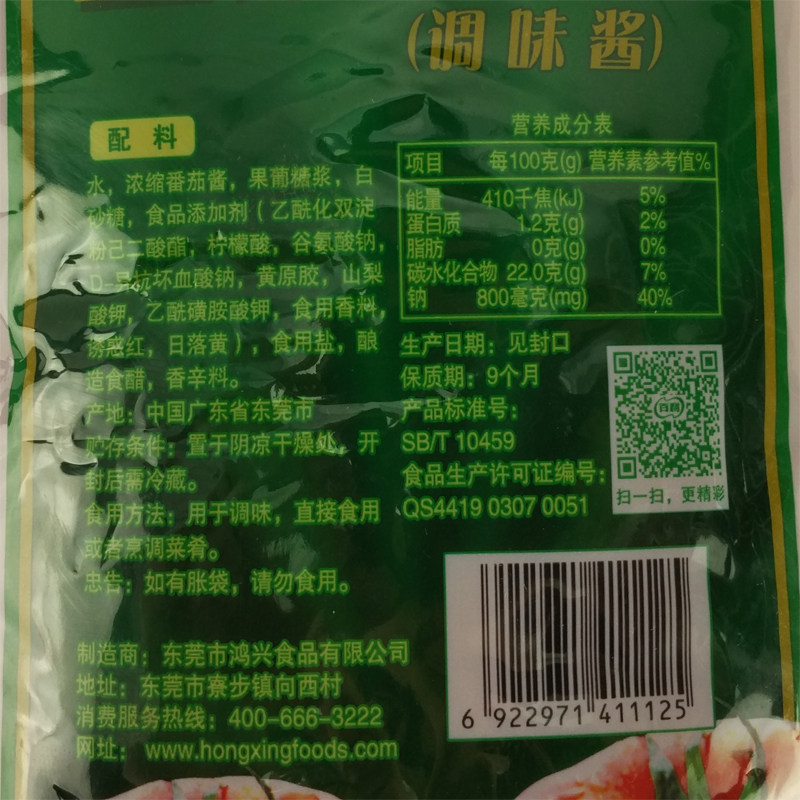 (调味酱)
配料
水，浓缩番茄酱，果葡糖浆，白
砂糖，食品添加剂（乙酰化双淀
粉己二酸酯，柠檬酸，谷氨酸钠，
D-异抗坏血酸钠，黄原胶，山梨
酸钾，乙酰磺胺酸钾，食用香料，
诱惑红，日落黄），食用盐，酿
造食醋，香辛料。
产地：中国广东省东莞市
贮存条件：置于阴凉干燥处，开
封后需冷藏。
食用方法：用于调味，直接食用
或者烹调菜肴。
忠告：如有胀袋，请勿食用。
营养成分表
项目 每100克(g) 营养素参考值%
能量 410千焦(kJ) 5%
蛋白质 1.2克(g) 2%
脂肪 0克(g) 0%
碳水化合物 22.0克(g) 7%
钠 800毫克(mg) 40%
生产日期：见封口
保质期：9个月
产品标准号：
SB/T 10459
食品生产许可证编号：
QS4419 0307 0051
扫一扫，更精彩
制造商：东莞市鸿兴食品有限公司
地址：东莞市寮步镇向西村
消费服务热线：400-666-3222
网址：www.hongxingfoods.com
6 922971 411125